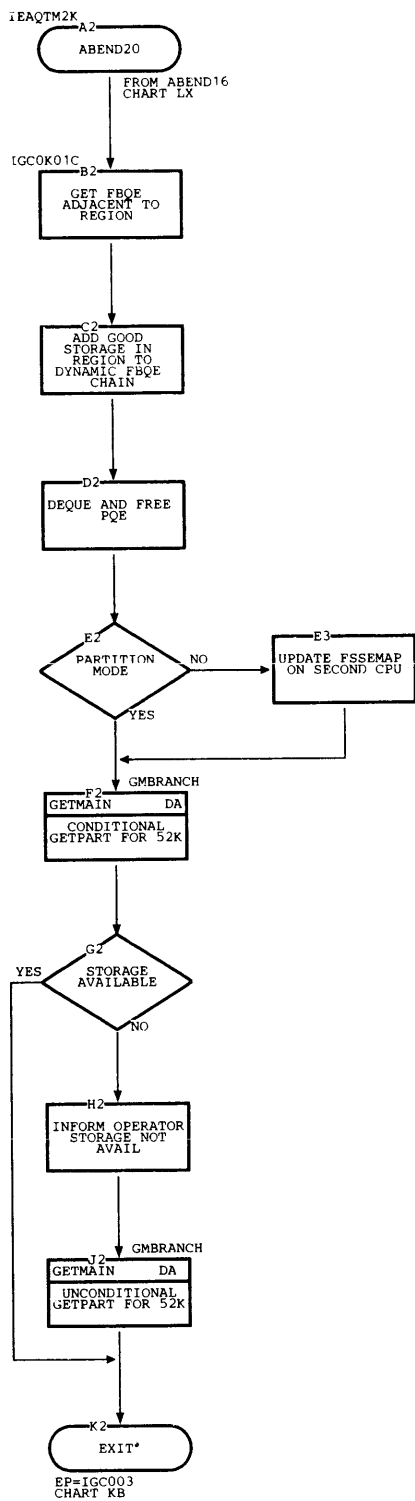 IEAQTM2K
A2
ABEND20
FROM ABEND16
CHART LX
IGC0K01C
B2
GET FBQE
ADJACENT TO
REGION
C2
ADD GOOD
STORAGE IN
REGION TO
DYNAMIC FBQE
CHAIN
D2
DEQUE AND FREE
PQE
E2
PARTITION
MODE
NO
E3
UPDATE FSSEMAP
ON SECOND CPU
YES
GMBRANCH
F2
GETMAIN DA
CONDITIONAL
GETPART FOR 52K
G2
YES
STORAGE
AVAILABLE
NO
H2
INFORM OPERATOR
STORAGE NOT
AVAIL
GMBRANCH
J2
GETMAIN DA
UNCONDITIONAL
GETPART FOR 52K
K2
EXIT*
EP=IGC003
CHART KB